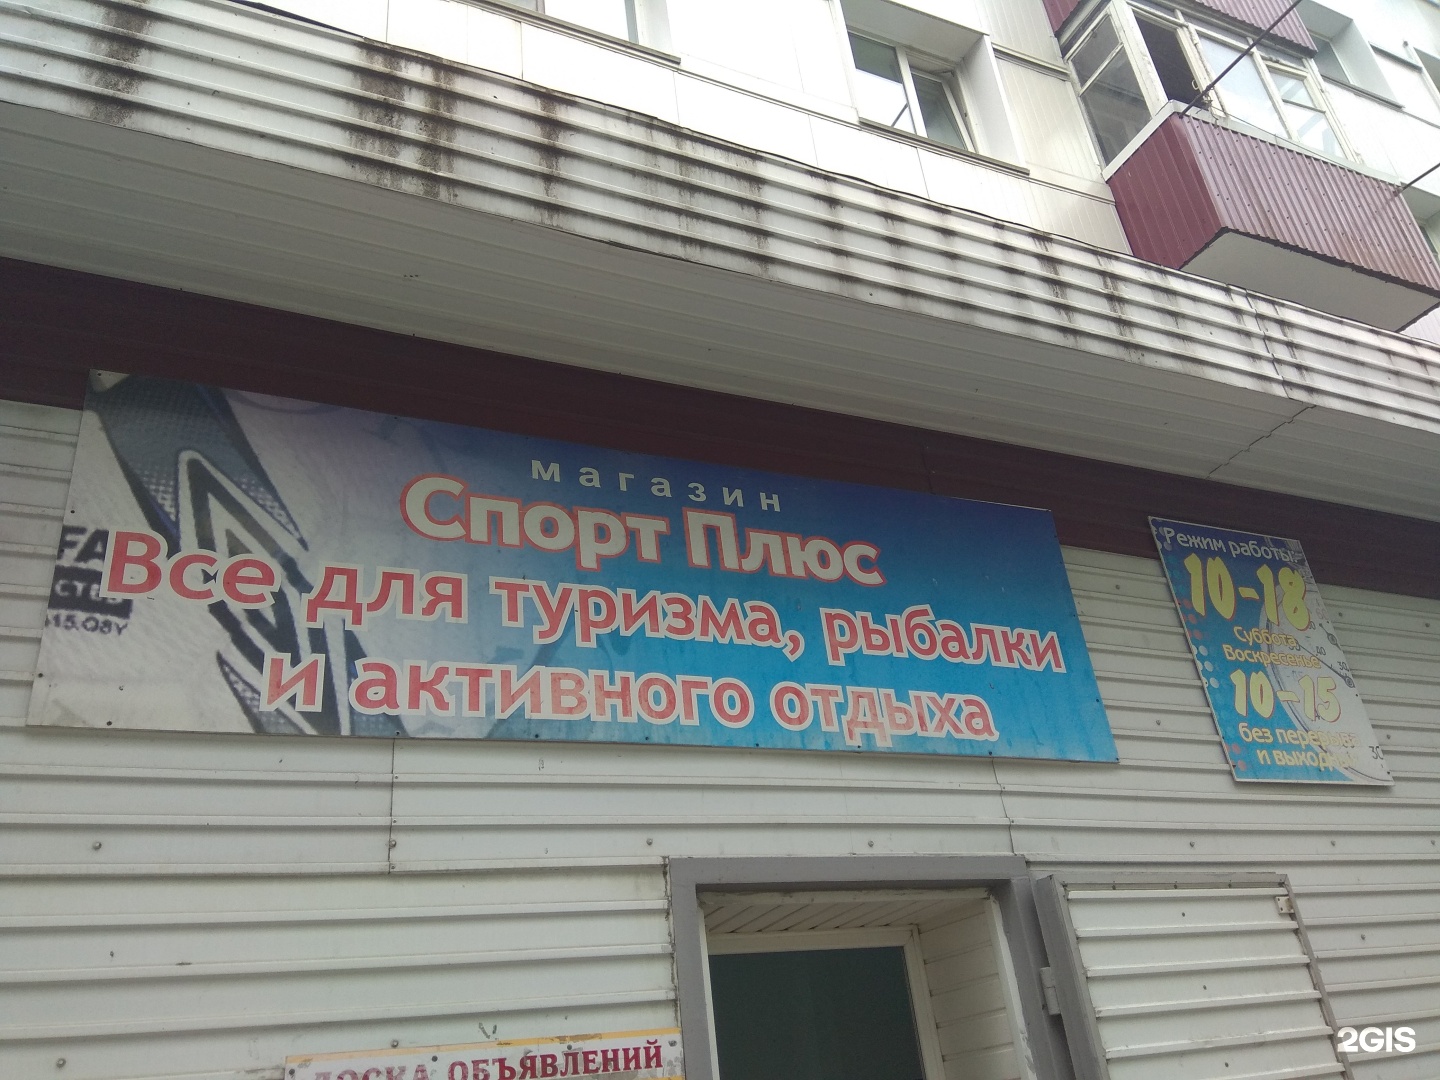 магазин
Спорт Плюс
Все для туризма, рыбалки
и активного отдыха
Режим работы:
10-18
Суббота
Воскресенье
10-15
без перерыва
и выходных
ДОСКА ОБЪЯВЛЕНИЙ
2GIS